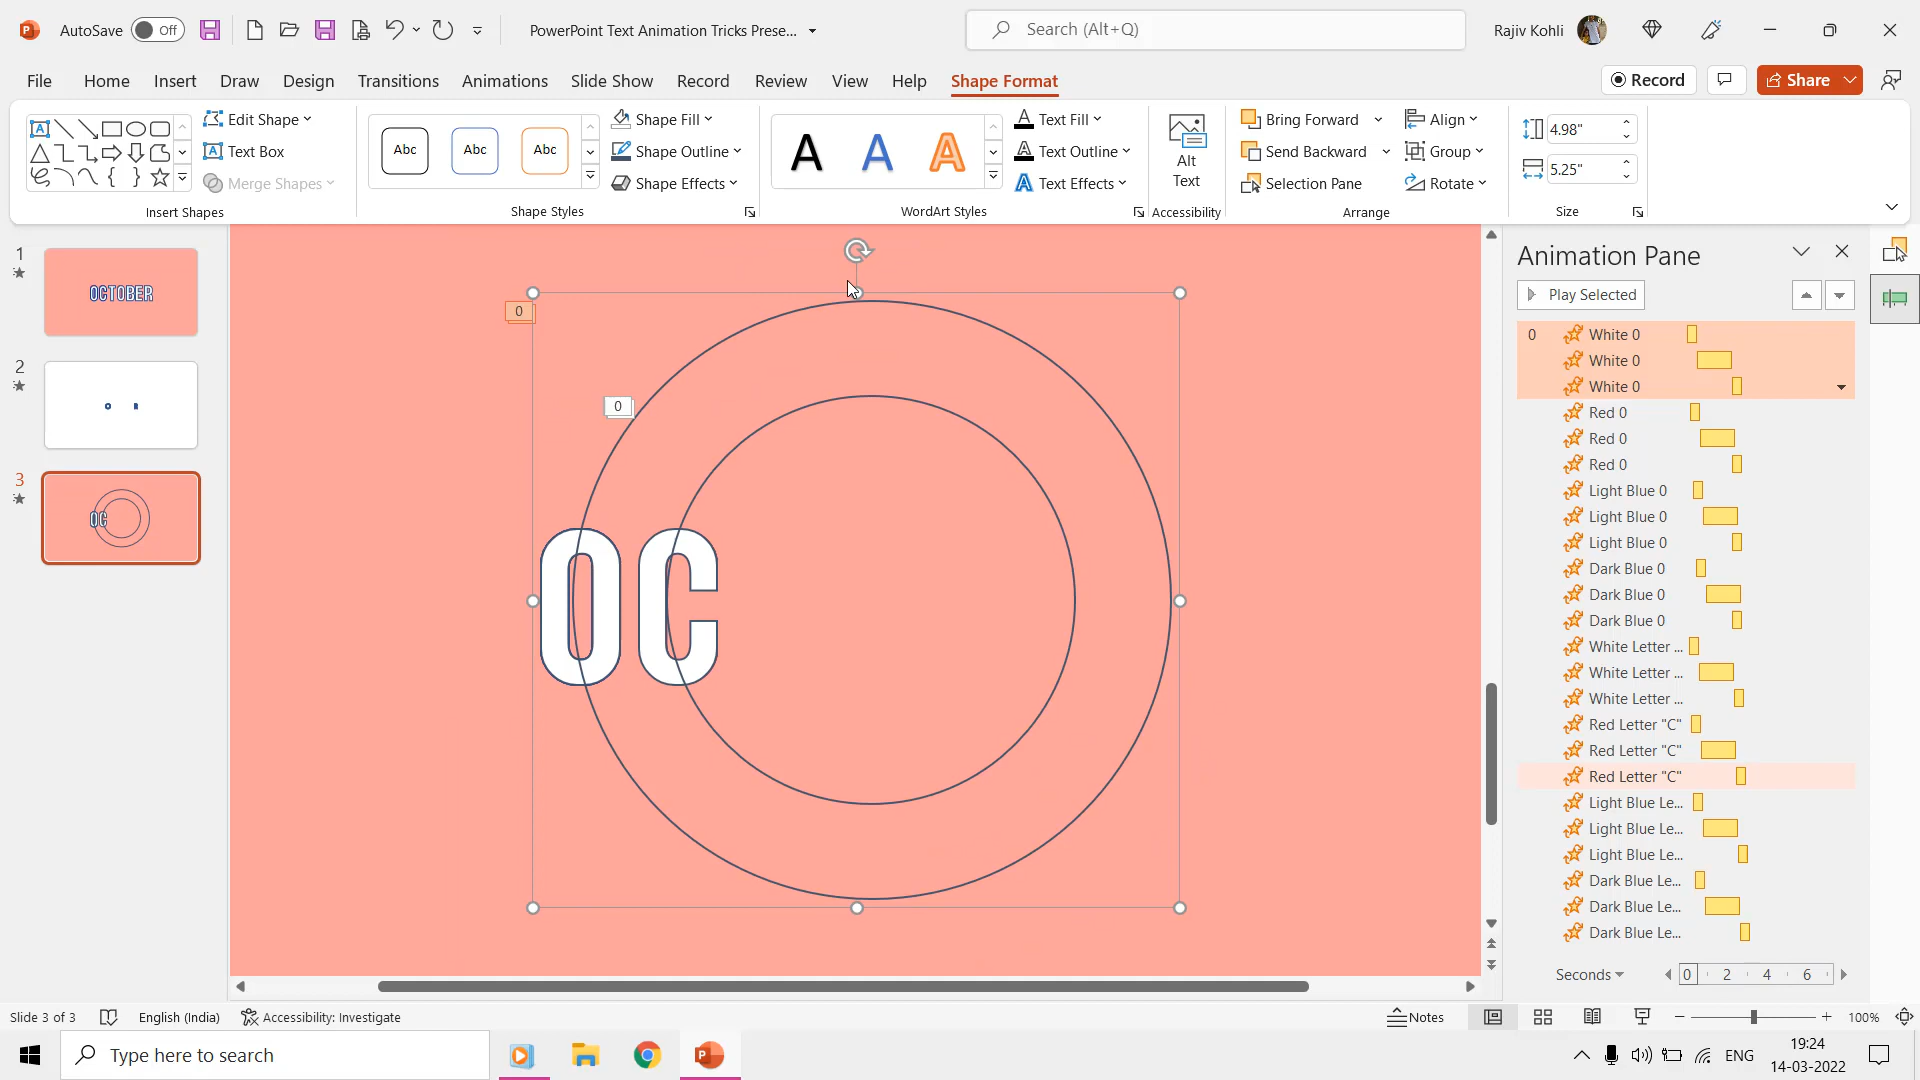 AutoSave Off
PowerPoint Text Animation Tricks Prese...
Search (Alt+Q)
Rajiv Kohli
File Home Insert Draw Design Transitions Animations Slide Show Record Review View Help Shape Format
Record
Share
Edit Shape
Text Box
Merge Shapes
Insert Shapes
Abc Abc Abc
Shape Fill
Shape Outline
Shape Effects
Shape Styles
A A A
Text Fill
Text Outline
Text Effects
WordArt Styles
Alt
Text
Accessibility
Bring Forward
Send Backward
Selection Pane
Align
Group
Rotate
Arrange
4.98"
5.25"
Size
1
OCTOBER
2
O R
3
OC
0
0
OC
Animation Pane
Play Selected
0 White 0
White 0
White 0
Red 0
Red 0
Red 0
Light Blue 0
Light Blue 0
Light Blue 0
Dark Blue 0
Dark Blue 0
Dark Blue 0
White Letter ...
White Letter ...
White Letter ...
Red Letter "C"
Red Letter "C"
Red Letter "C"
Light Blue Le...
Light Blue Le...
Light Blue Le...
Dark Blue Le...
Dark Blue Le...
Dark Blue Le...
Seconds 0 2 4 6
Slide 3 of 3 English (India) Accessibility: Investigate Notes 100%
Type here to search
ENG
19:24
14-03-2022